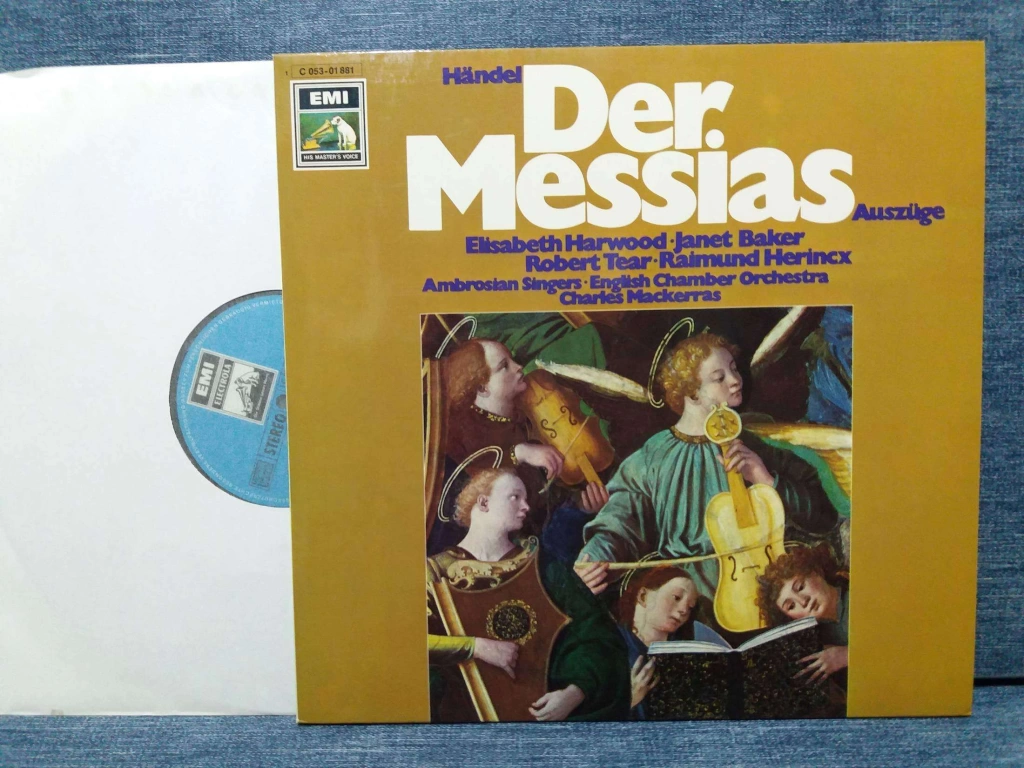 1 C 053-01 881
EMI
HIS MASTER'S VOICE
Händel
Der
Messias
Auszüge
Elisabeth Harwood · Janet Baker
Robert Tear · Raimund Herincx
Ambrosian Singers · English Chamber Orchestra
Charles Mackerras
EMI
ELECTROLA
STEREO